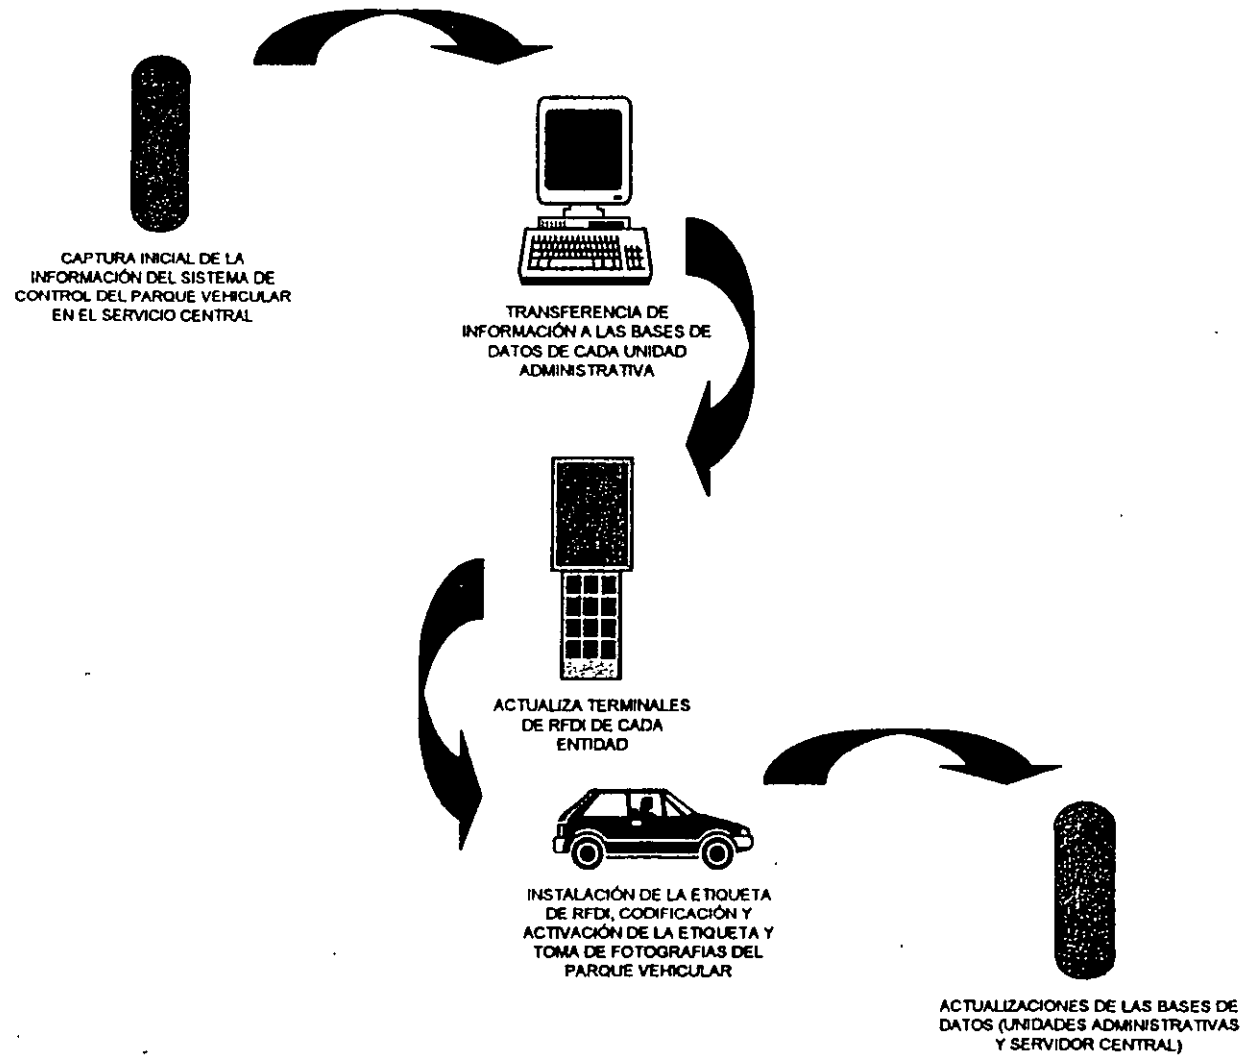 CAPTURA INICIAL DE LA
INFORMACIÓN DEL SISTEMA DE
CONTROL DEL PARQUE VEHICULAR
EN EL SERVICIO CENTRAL
TRANSFERENCIA DE
INFORMACIÓN A LAS BASES DE
DATOS DE CADA UNIDAD
ADMINISTRATIVA
ACTUALIZA TERMINALES
DE RFDI DE CADA
ENTIDAD
INSTALACIÓN DE LA ETIQUETA
DE RFDI, CODIFICACIÓN Y
ACTIVACIÓN DE LA ETIQUETA Y
TOMA DE FOTOGRAFIAS DEL
PARQUE VEHICULAR
ACTUALIZACIONES DE LAS BASES DE
DATOS (UNIDADES ADMINISTRATIVAS
Y SERVIDOR CENTRAL)